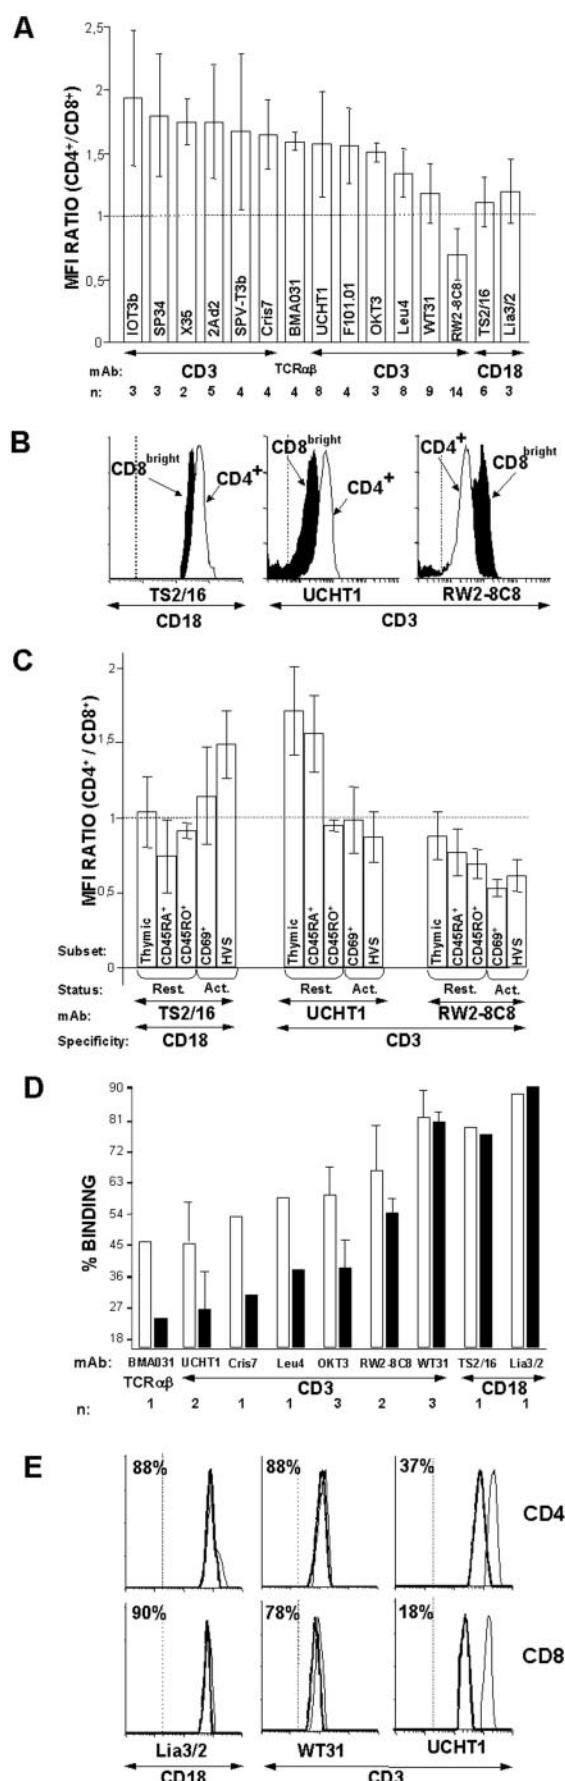 A
MFI RATIO (CD4+/CD8+)
2,5
2
1,5
1
0,5
0
IOT3b
SP34
X35
2Ad2
SPV-T3b
Cris7
BMA031
UCHT1
F101.01
OKT3
Leu4
WT31
RW2-8C8
TS2/16
Lia3/2
mAb: CD3 TCRαβ CD3 CD18
n: 3 3 2 5 4 4 4 8 4 3 8 9 14 6 3
B
CD8bright CD4+
CD8bright CD4+
CD4+ CD8bright
TS2/16 UCHT1 RW2-8C8
CD18 CD3
C
MFI RATIO (CD4+ / CD8+)
2
1,5
1
0,5
0
Subset: Thymic CD45RA+ CD45RO+ CD69+ HVS Thymic CD45RA+ CD45RO+ CD69+ HVS Thymic CD45RA+ CD45RO+ CD69+ HVS
Status: Rest. Act. Rest. Act. Rest. Act.
mAb: TS2/16 UCHT1 RW2-8C8
Specificity: CD18 CD3
D
% BINDING
90
81
72
63
54
45
36
27
18
mAb: BMA031 UCHT1 Cris7 Leu4 OKT3 RW2-8C8 WT31 TS2/16 Lia3/2
TCRαβ CD3 CD18
n: 1 2 1 1 3 2 3 1 1
E
88% 88% 37% CD4
90% 78% 18% CD8
Lia3/2 WT31 UCHT1
CD18 CD3